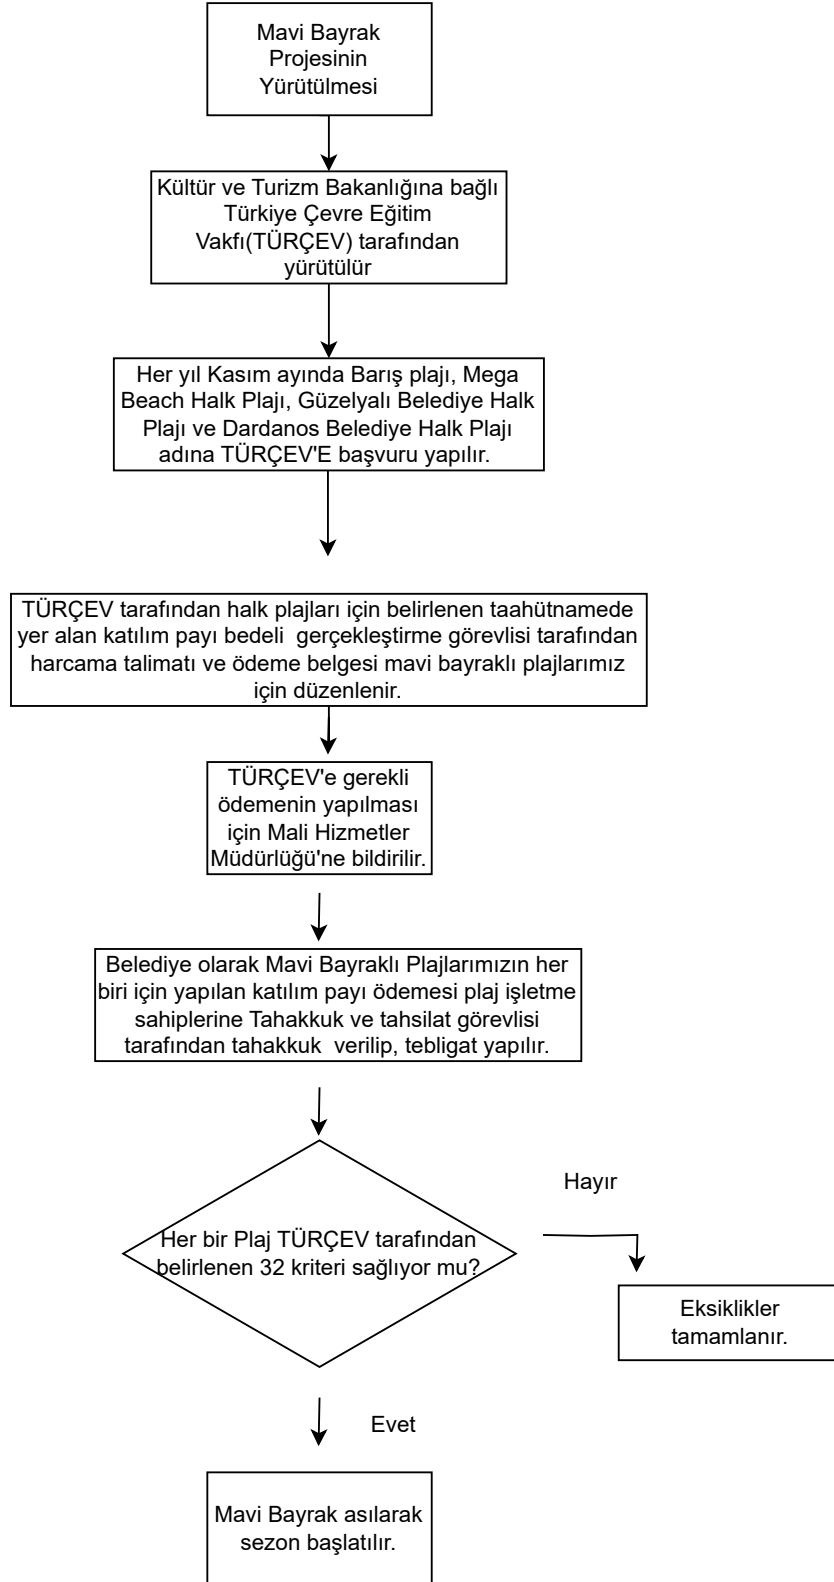 Mavi Bayrak
Projesinin
Yürütülmesi
Kültür ve Turizm Bakanlığına bağlı
Türkiye Çevre Eğitim
Vakfı(TÜRÇEV) tarafından
yürütülür
Her yıl Kasım ayında Barış plajı, Mega
Beach Halk Plajı, Güzelyalı Belediye Halk
Plajı ve Dardanos Belediye Halk Plajı
adına TÜRÇEV'E başvuru yapılır.
TÜRÇEV tarafından halk plajları için belirlenen taahütnamede
yer alan katılım payı bedeli  gerçekleştirme görevlisi tarafından
harcama talimatı ve ödeme belgesi mavi bayraklı plajlarımız
için düzenlenir.
TÜRÇEV'e gerekli
ödemenin yapılması
için Mali Hizmetler
Müdürlüğü'ne bildirilir.
Belediye olarak Mavi Bayraklı Plajlarımızın her
biri için yapılan katılım payı ödemesi plaj işletme
sahiplerine Tahakkuk ve tahsilat görevlisi
tarafından tahakkuk  verilip, tebligat yapılır.
Hayır
Her bir Plaj TÜRÇEV tarafından
belirlenen 32 kriteri sağlıyor mu?
Eksiklikler
tamamlanır.
Evet
Mavi Bayrak asılarak
sezon başlatılır.